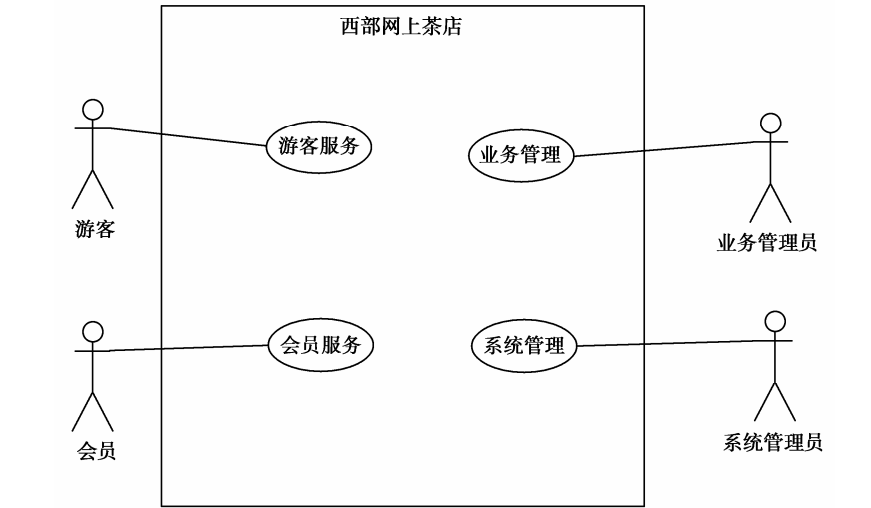 西部网上茶店
游客服务
业务管理
游客
业务管理员
会员服务
系统管理
会员
系统管理员